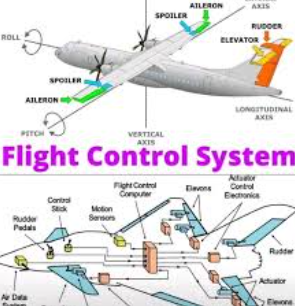 AILERON
AXIS
SPOILER
RUDDER
ROLL
ELEVATOR
SPOILER
AILERON
LONGITUDINAL
AXIS
PITCH
VERTICAL
AXIS
Flight Control System
Actuator
Control
Electronics
Flight Control
Computer
Elevons
Control
Stick
Motion
Sensors
Rudder
Pedals
Rudder
Actuator
Air Data
Elevons